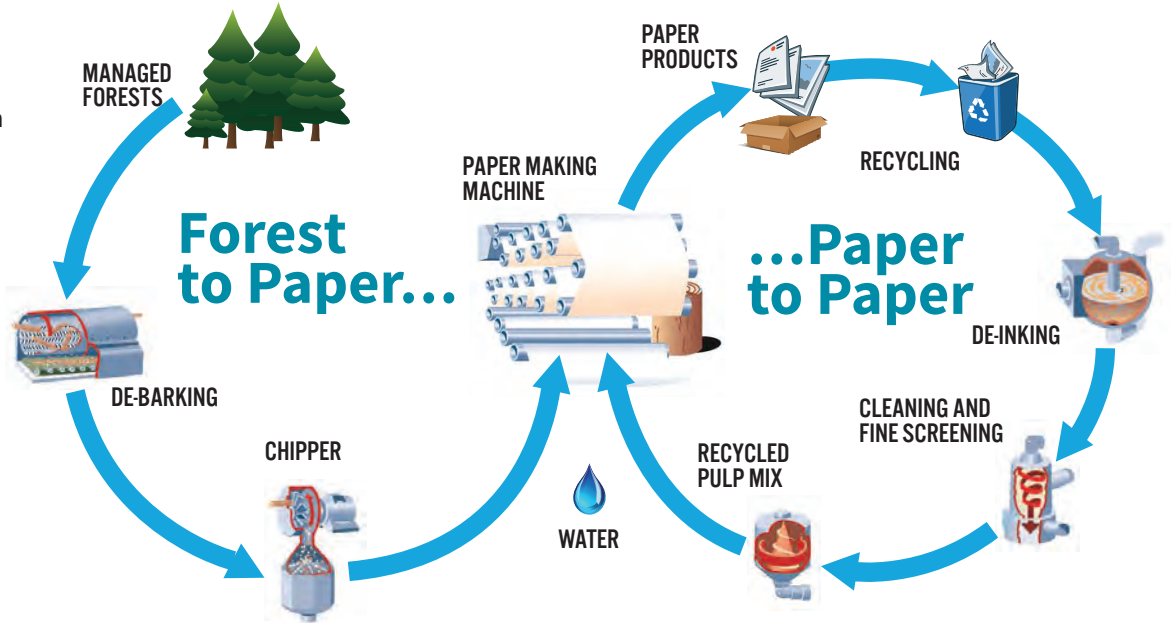 MANAGED
FORESTS
Forest
to Paper...
DE-BARKING
CHIPPER
PAPER MAKING
MACHINE
WATER
PAPER
PRODUCTS
RECYCLING
...Paper
to Paper
DE-INKING
CLEANING AND
FINE SCREENING
RECYCLED
PULP MIX